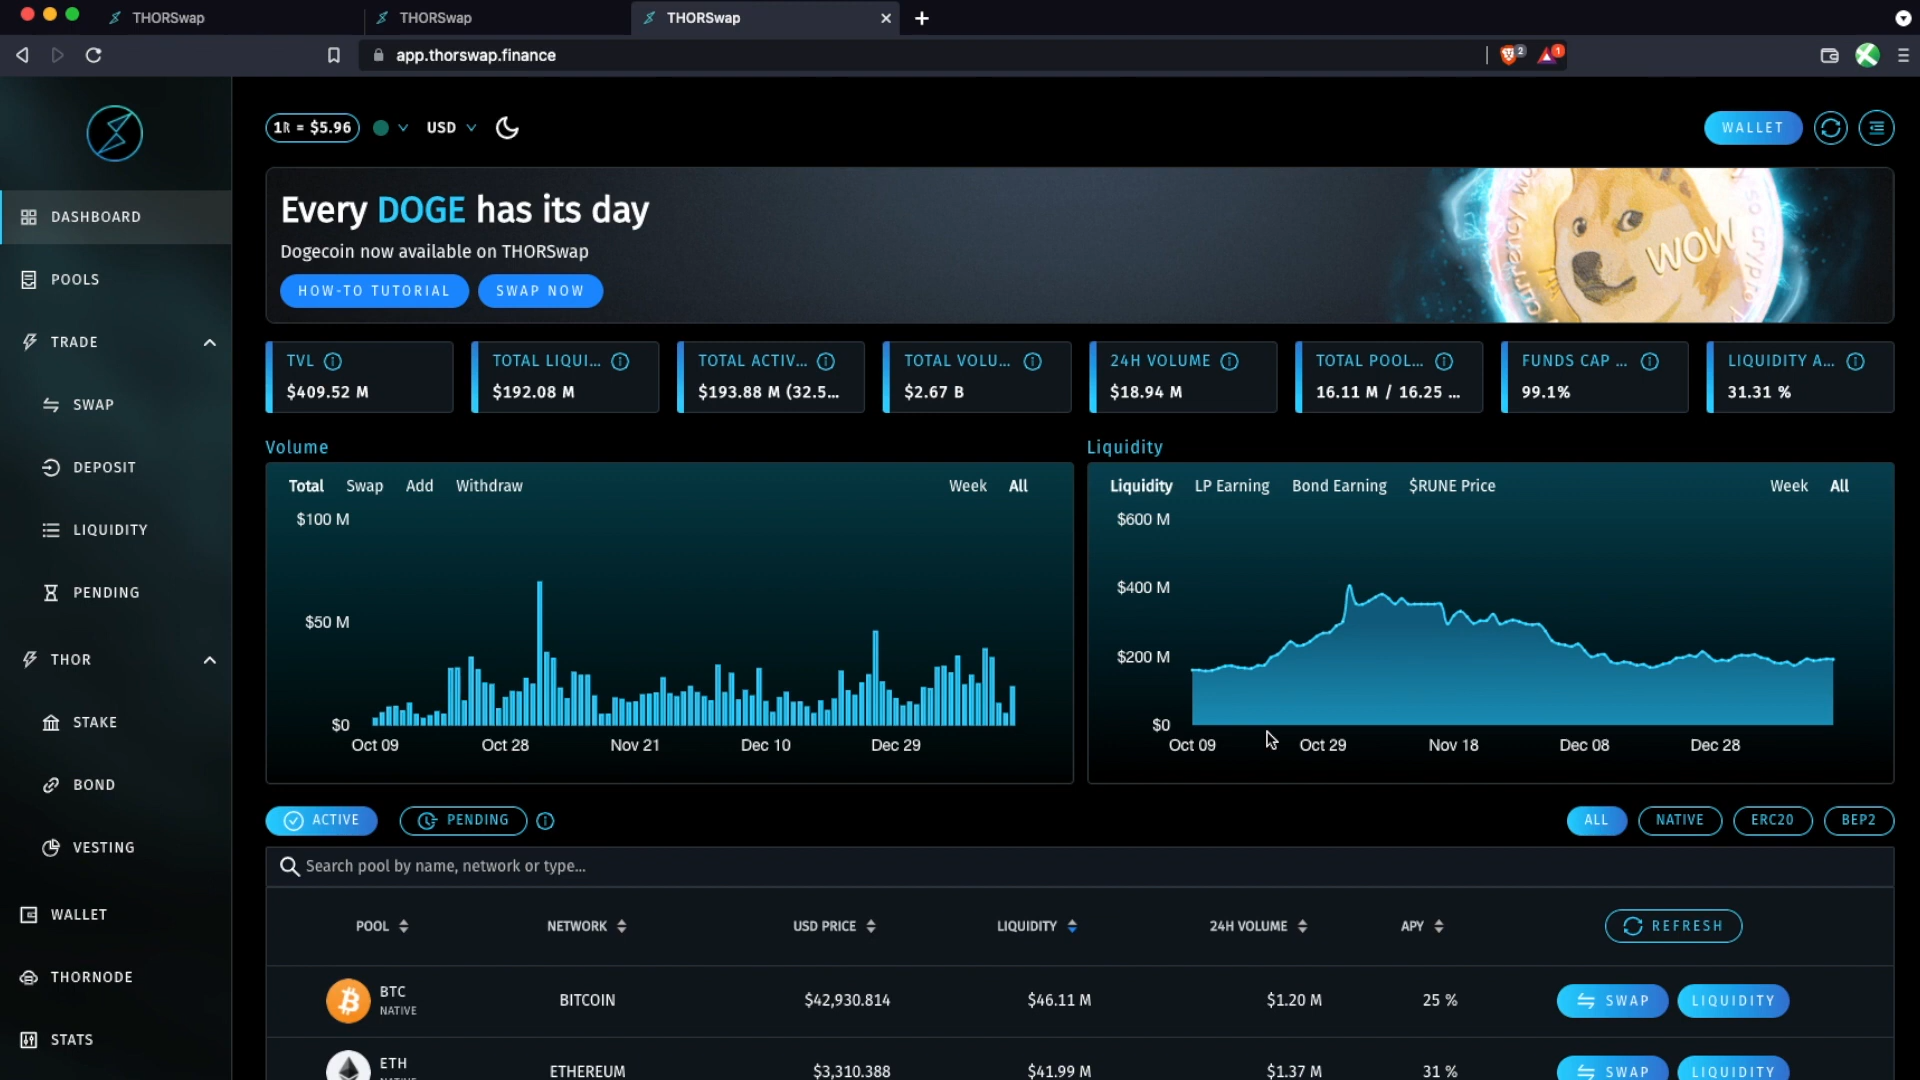 THORSwap
THORSwap
THORSwap
app.thorswap.finance
2
1
1R = $5.96
USD
WALLET
DASHBOARD
POOLS
TRADE
SWAP
DEPOSIT
LIQUIDITY
PENDING
THOR
STAKE
BOND
VESTING
WALLET
THORNODE
STATS
Every DOGE has its day
Dogecoin now available on THORSwap
HOW-TO TUTORIAL
SWAP NOW
WOW
TVL
$409.52 M
TOTAL LIQUI...
$192.08 M
TOTAL ACTIV...
$193.88 M (32.5...
TOTAL VOLU...
$2.67 B
24H VOLUME
$18.94 M
TOTAL POOL...
16.11 M / 16.25 ...
FUNDS CAP ...
99.1%
LIQUIDITY A...
31.31 %
Volume
Total Swap Add Withdraw Week All
$100 M
$50 M
$0
Oct 09 Oct 28 Nov 21 Dec 10 Dec 29
Liquidity
Liquidity LP Earning Bond Earning $RUNE Price Week All
$600 M
$400 M
$200 M
$0
Oct 09 Oct 29 Nov 18 Dec 08 Dec 28
ACTIVE PENDING
ALL NATIVE ERC20 BEP2
Search pool by name, network or type...
POOL NETWORK USD PRICE LIQUIDITY 24H VOLUME APY REFRESH
BTC
NATIVE
BITCOIN $42,930.814 $46.11 M $1.20 M 25 % SWAP LIQUIDITY
ETH
ETHEREUM $3,310.388 $41.99 M $1.37 M 31 % SWAP LIQUIDITY